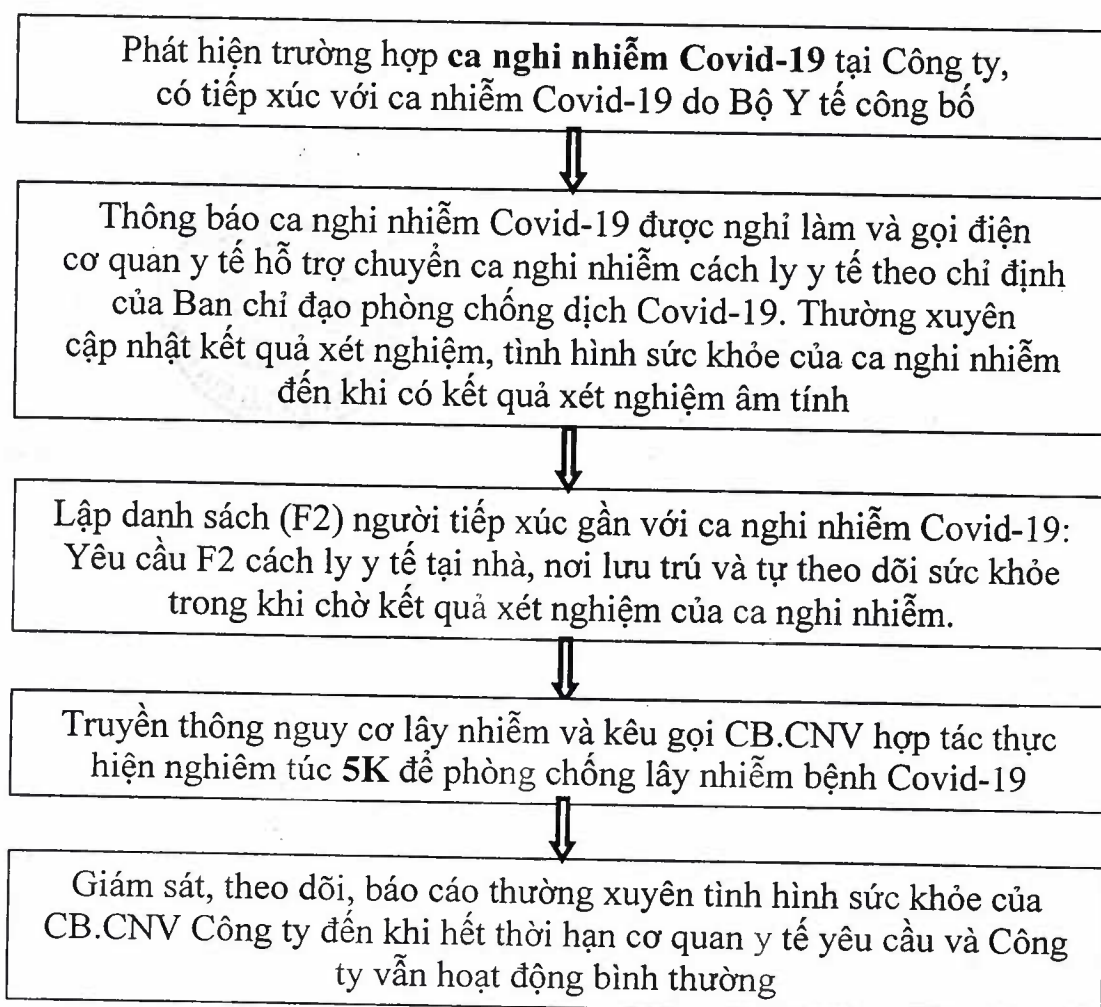 Phát hiện trường hợp ca nghi nhiễm Covid-19 tại Công ty,
có tiếp xúc với ca nhiễm Covid-19 do Bộ Y tế công bố
Thông báo ca nghi nhiễm Covid-19 được nghỉ làm và gọi điện
cơ quan y tế hỗ trợ chuyển ca nghi nhiễm cách ly y tế theo chỉ định
của Ban chỉ đạo phòng chống dịch Covid-19. Thường xuyên
cập nhật kết quả xét nghiệm, tình hình sức khỏe của ca nghi nhiễm
đến khi có kết quả xét nghiệm âm tính
Lập danh sách (F2) người tiếp xúc gần với ca nghi nhiễm Covid-19:
Yêu cầu F2 cách ly y tế tại nhà, nơi lưu trú và tự theo dõi sức khỏe
trong khi chờ kết quả xét nghiệm của ca nghi nhiễm.
Truyền thông nguy cơ lây nhiễm và kêu gọi CB.CNV hợp tác thực
hiện nghiêm túc 5K để phòng chống lây nhiễm bệnh Covid-19
Giám sát, theo dõi, báo cáo thường xuyên tình hình sức khỏe của
CB.CNV Công ty đến khi hết thời hạn cơ quan y tế yêu cầu và Công
ty vẫn hoạt động bình thường